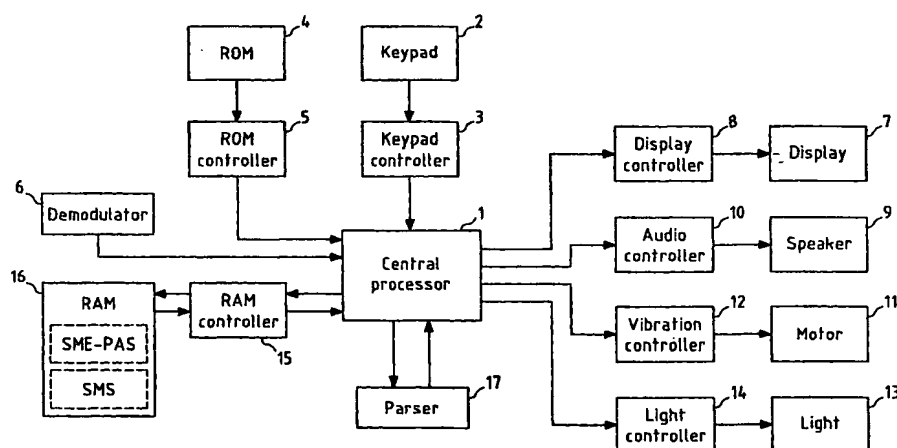 4
ROM
2
Keypad
5
ROM
controller
3
Keypad
controller
8
Display
controller
7
Display
6
Demodulator
1
Central
processor
10
Audio
controller
9
Speaker
16
RAM
SME-PAS
SMS
RAM
controller
15
12
Vibration
controller
11
Motor
17
Parser
14
Light
controller
13
Light